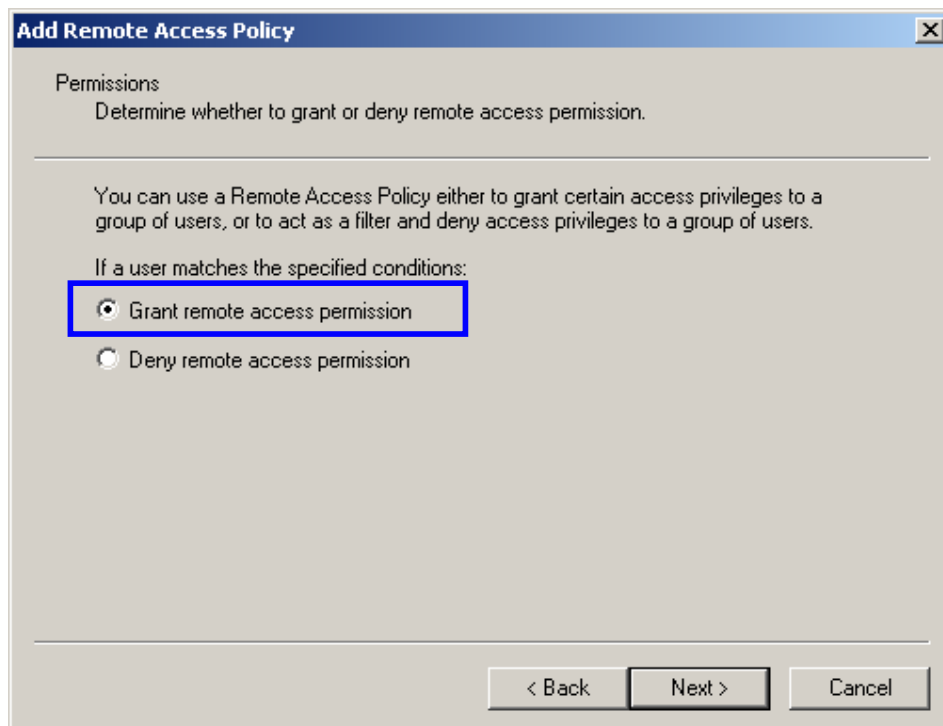 Add Remote Access Policy
Permissions
Determine whether to grant or deny remote access permission.
You can use a Remote Access Policy either to grant certain access privileges to a
group of users, or to act as a filter and deny access privileges to a group of users.
If a user matches the specified conditions:
Grant remote access permission
Deny remote access permission
< Back Next > Cancel